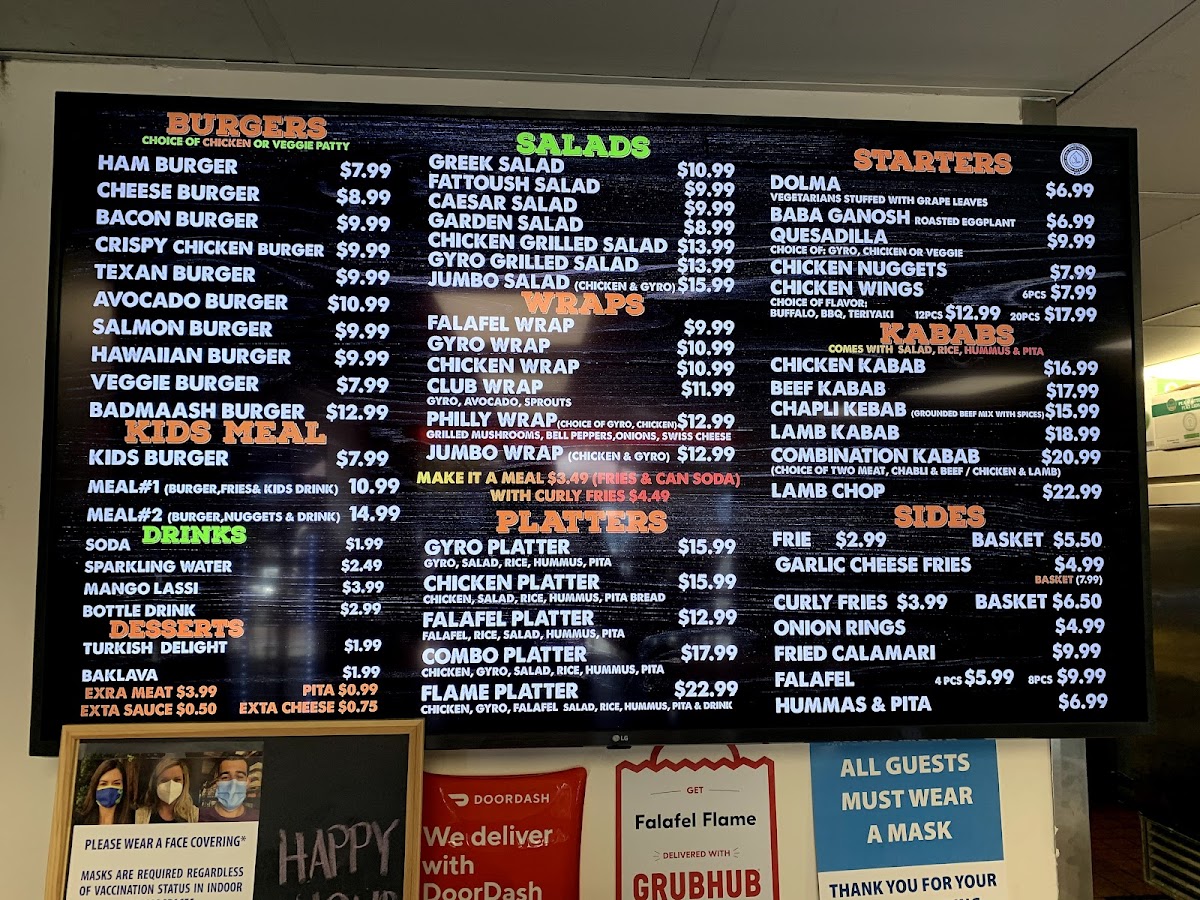 BURGERS
CHOICE OF CHICKEN OR VEGGIE PATTY
HAM BURGER $7.99
CHEESE BURGER $8.99
BACON BURGER $9.99
CRISPY CHICKEN BURGER $9.99
TEXAN BURGER $9.99
AVOCADO BURGER $10.99
SALMON BURGER $9.99
HAWAIIAN BURGER $9.99
VEGGIE BURGER $7.99
BADMAASH BURGER $12.99
KIDS MEAL
KIDS BURGER $7.99
MEAL#1 (BURGER,FRIES& KIDS DRINK) 10.99
MEAL#2 (BURGER,NUGGETS & DRINK) 14.99
DRINKS
SODA $1.99
SPARKLING WATER $2.49
MANGO LASSI $3.99
BOTTLE DRINK $2.99
DESSERTS
TURKISH DELIGHT $1.99
BAKLAVA $1.99
EXRA MEAT $3.99 PITA $0.99
EXTA SAUCE $0.50 EXTA CHEESE $0.75
SALADS
GREEK SALAD $10.99
FATTOUSH SALAD $9.99
CAESAR SALAD $9.99
GARDEN SALAD $8.99
CHICKEN GRILLED SALAD $13.99
GYRO GRILLED SALAD $13.99
JUMBO SALAD (CHICKEN & GYRO) $15.99
WRAPS
FALAFEL WRAP $9.99
GYRO WRAP $10.99
CHICKEN WRAP $10.99
CLUB WRAP $11.99
GYRO, AVOCADO, SPROUTS
PHILLY WRAP (CHOICE OF GYRO, CHICKEN) $12.99
GRILLED MUSHROOMS, BELL PEPPERS,ONIONS, SWISS CHEESE
JUMBO WRAP (CHICKEN & GYRO) $12.99
MAKE IT A MEAL $3.49 (FRIES & CAN SODA)
WITH CURLY FRIES $4.49
PLATTERS
GYRO PLATTER $15.99
GYRO, SALAD, RICE, HUMMUS, PITA
CHICKEN PLATTER $15.99
CHICKEN, SALAD, RICE, HUMMUS, PITA BREAD
FALAFEL PLATTER $12.99
FALAFEL, RICE, SALAD, HUMMUS, PITA
COMBO PLATTER $17.99
CHICKEN, GYRO, SALAD, RICE, HUMMUS, PITA
FLAME PLATTER $22.99
CHICKEN, GYRO, FALAFEL SALAD, RICE, HUMMUS, PITA & DRINK
STARTERS
DOLMA $6.99
VEGETARIANS STUFFED WITH GRAPE LEAVES
BABA GANOSH ROASTED EGGPLANT $6.99
QUESADILLA $9.99
CHOICE OF: GYRO, CHICKEN OR VEGGIE
CHICKEN NUGGETS $7.99
CHICKEN WINGS 6PCS $7.99
CHOICE OF FLAVOR;
BUFFALO, BBQ, TERIYAKI 12PCS $12.99 20PCS $17.99
KABABS
COMES WITH SALAD, RICE, HUMMUS & PITA
CHICKEN KABAB $16.99
BEEF KABAB $17.99
CHAPLI KEBAB (GROUNDED BEEF MIX WITH SPICES) $15.99
LAMB KABAB $18.99
COMBINATION KABAB $20.99
(CHOICE OF TWO MEAT, CHABLI & BEEF / CHICKEN & LAMB)
LAMB CHOP $22.99
SIDES
FRIE $2.99 BASKET $5.50
GARLIC CHEESE FRIES $4.99
BASKET (7.99)
CURLY FRIES $3.99 BASKET $6.50
ONION RINGS $4.99
FRIED CALAMARI $9.99
FALAFEL 4 PCS $5.99 8PCS $9.99
HUMMAS & PITA $6.99
LG
PLEASE WEAR A FACE COVERING*
MASKS ARE REQUIRED REGARDLESS
OF VACCINATION STATUS IN INDOOR
HAPPY
DOORDASH
We deliver
with
DoorDash
GET
Falafel Flame
DELIVERED WITH
GRUBHUB
ALL GUESTS
MUST WEAR
A MASK
THANK YOU FOR YOUR